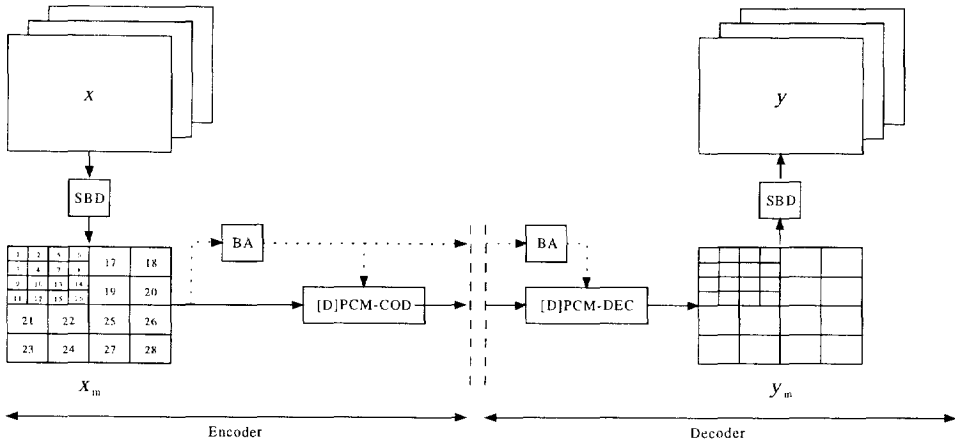 x
y
SBD
SBD
1 2 5 6 17 18
3 4 7 8
9 10 13 14 19 20
11 12 15 16
21 22 25 26
23 24 27 28
BA
BA
[D]PCM-COD
[D]PCM-DEC
x m
y m
Encoder
Decoder